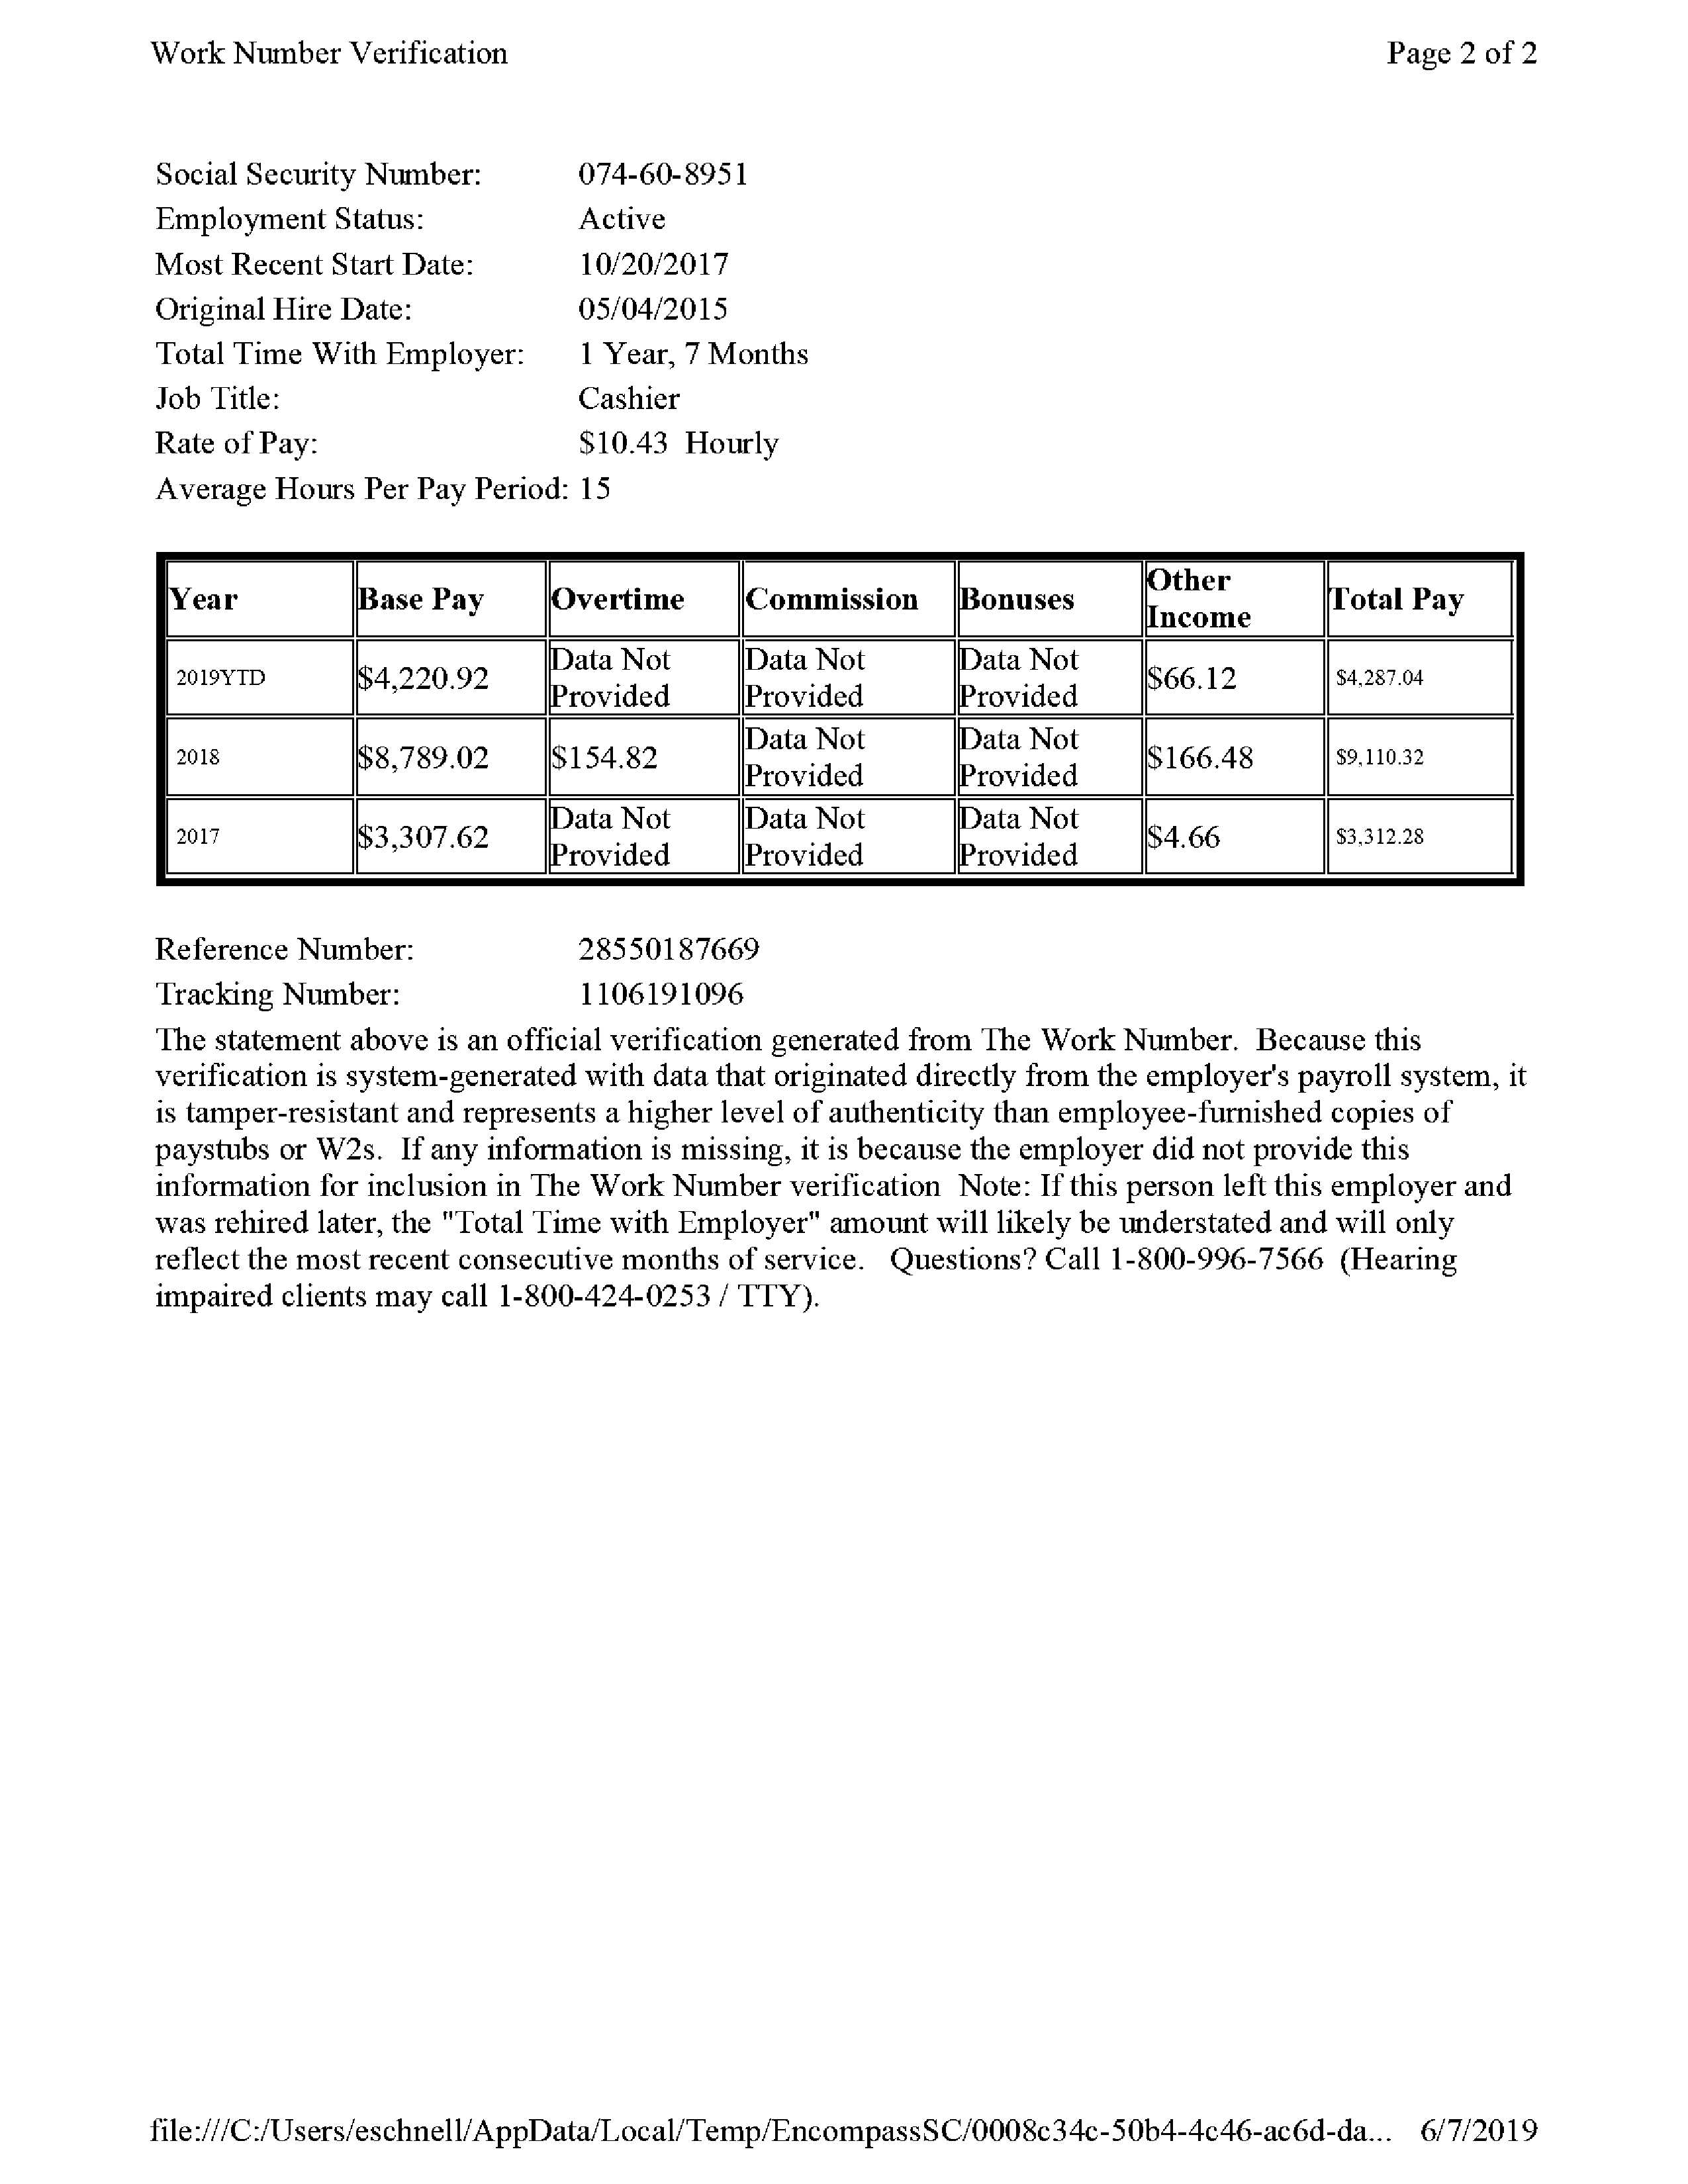 Work Number Verification Page 2 of 2
Social Security Number: 074-60-8951
Employment Status: Active
Most Recent Start Date: 10/20/2017
Original Hire Date: 05/04/2015
Total Time With Employer: 1 Year, 7 Months
Job Title: Cashier
Rate of Pay: $10.43 Hourly
Average Hours Per Pay Period: 15
Year Base Pay Overtime Commission Bonuses Other Income Total Pay
2019YTD $4,220.92 Data Not Provided Data Not Provided Data Not Provided $66.12 $4,287.04
2018 $8,789.02 $154.82 Data Not Provided Data Not Provided $166.48 $9,110.32
2017 $3,307.62 Data Not Provided Data Not Provided Data Not Provided $4.66 $3,312.28
Reference Number: 28550187669
Tracking Number: 1106191096
The statement above is an official verification generated from The Work Number. Because this
verification is system-generated with data that originated directly from the employer's payroll system, it
is tamper-resistant and represents a higher level of authenticity than employee-furnished copies of
paystubs or W2s. If any information is missing, it is because the employer did not provide this
information for inclusion in The Work Number verification Note: If this person left this employer and
was rehired later, the "Total Time with Employer" amount will likely be understated and will only
reflect the most recent consecutive months of service. Questions? Call 1-800-996-7566 (Hearing
impaired clients may call 1-800-424-0253 / TTY).
file:///C:/Users/eschnell/AppData/Local/Temp/EncompassSC/0008c34c-50b4-4c46-ac6d-da... 6/7/2019